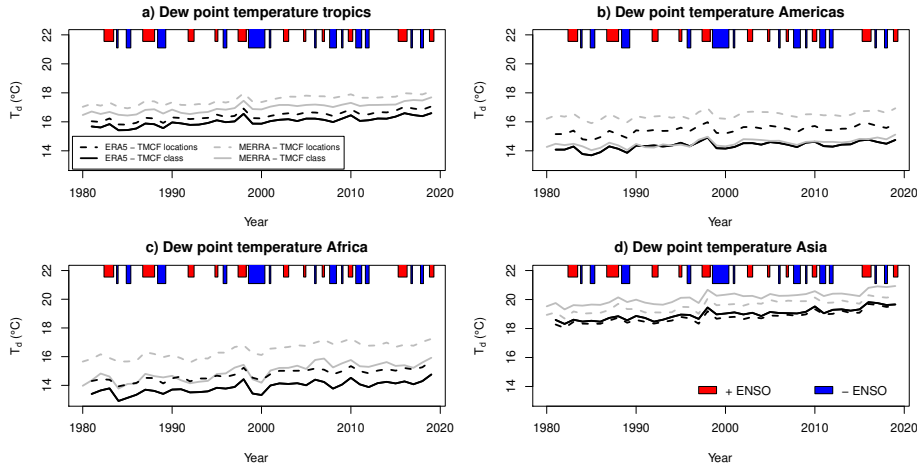 a) Dew point temperature tropics
T_d (°C)
22
20
18
16
14
ERA5 − TMCF locations
ERA5 − TMCF class
MERRA − TMCF locations
MERRA − TMCF class
1980 1990 2000 2010 2020
Year
b) Dew point temperature Americas
T_d (°C)
22
20
18
16
14
1980 1990 2000 2010 2020
Year
c) Dew point temperature Africa
T_d (°C)
22
20
18
16
14
1980 1990 2000 2010 2020
Year
d) Dew point temperature Asia
T_d (°C)
22
20
18
16
14
+ ENSO
− ENSO
1980 1990 2000 2010 2020
Year